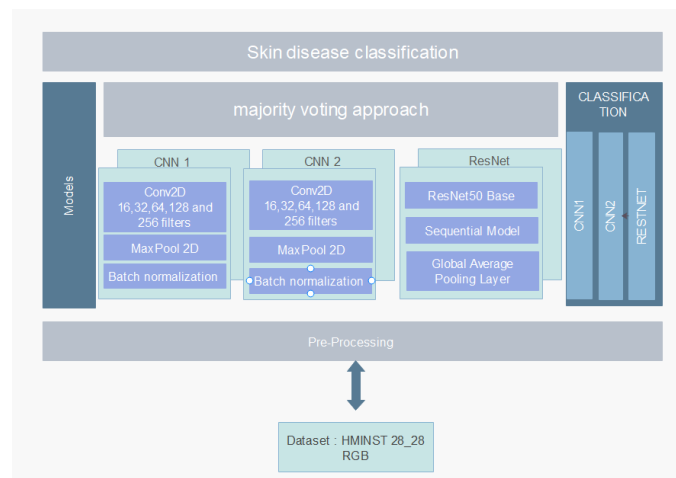 Skin disease classification
Models
majority voting approach
CLASSIFICA
TION
CNN 1
Conv2D
16,32,64,128 and
256 filters
MaxPool 2D
Batch normalization
CNN 2
Conv2D
16,32,64,128 and
256 filters
MaxPool 2D
Batch normalization
ResNet
ResNet50 Base
Sequential Model
Global Average
Pooling Layer
CNN1
CNN2
RESTNET
Pre-Processing
Dataset : HMINST 28_28
RGB